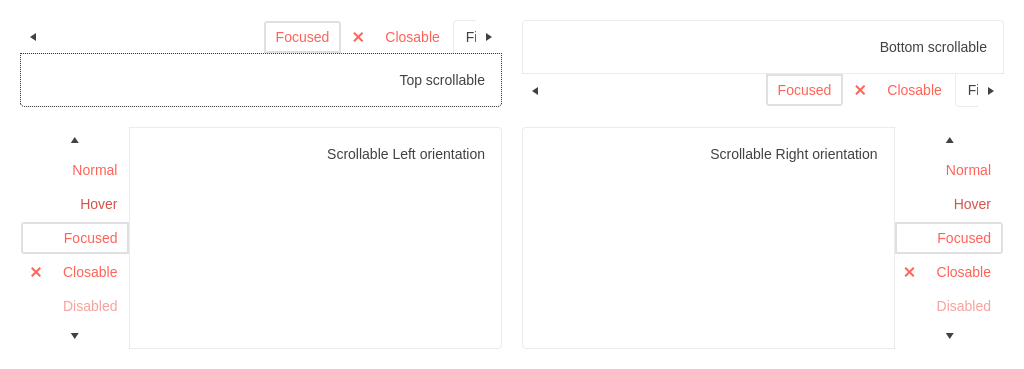 Focused
Closable
Fi
Top scrollable
Bottom scrollable
Focused
Closable
Fi
Normal
Hover
Focused
Closable
Disabled
Scrollable Left orientation
Scrollable Right orientation
Normal
Hover
Focused
Closable
Disabled